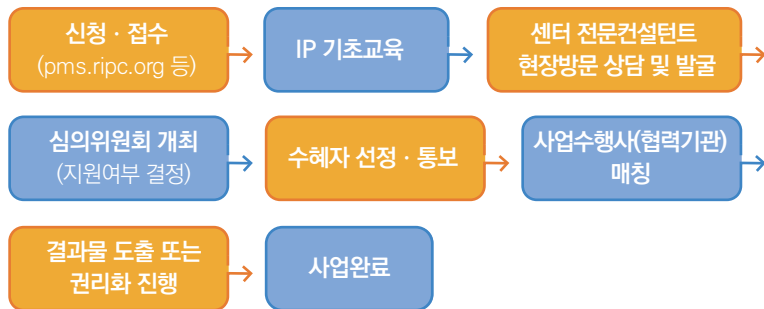 신청 · 접수
(pms.ripc.org 등)
IP 기초교육
센터 전문컨설턴트
현장방문 상담 및 발굴
심의위원회 개최
(지원여부 결정)
수혜자 선정 · 통보
사업수행사(협력기관)
매칭
결과물 도출 또는
권리화 진행
사업완료